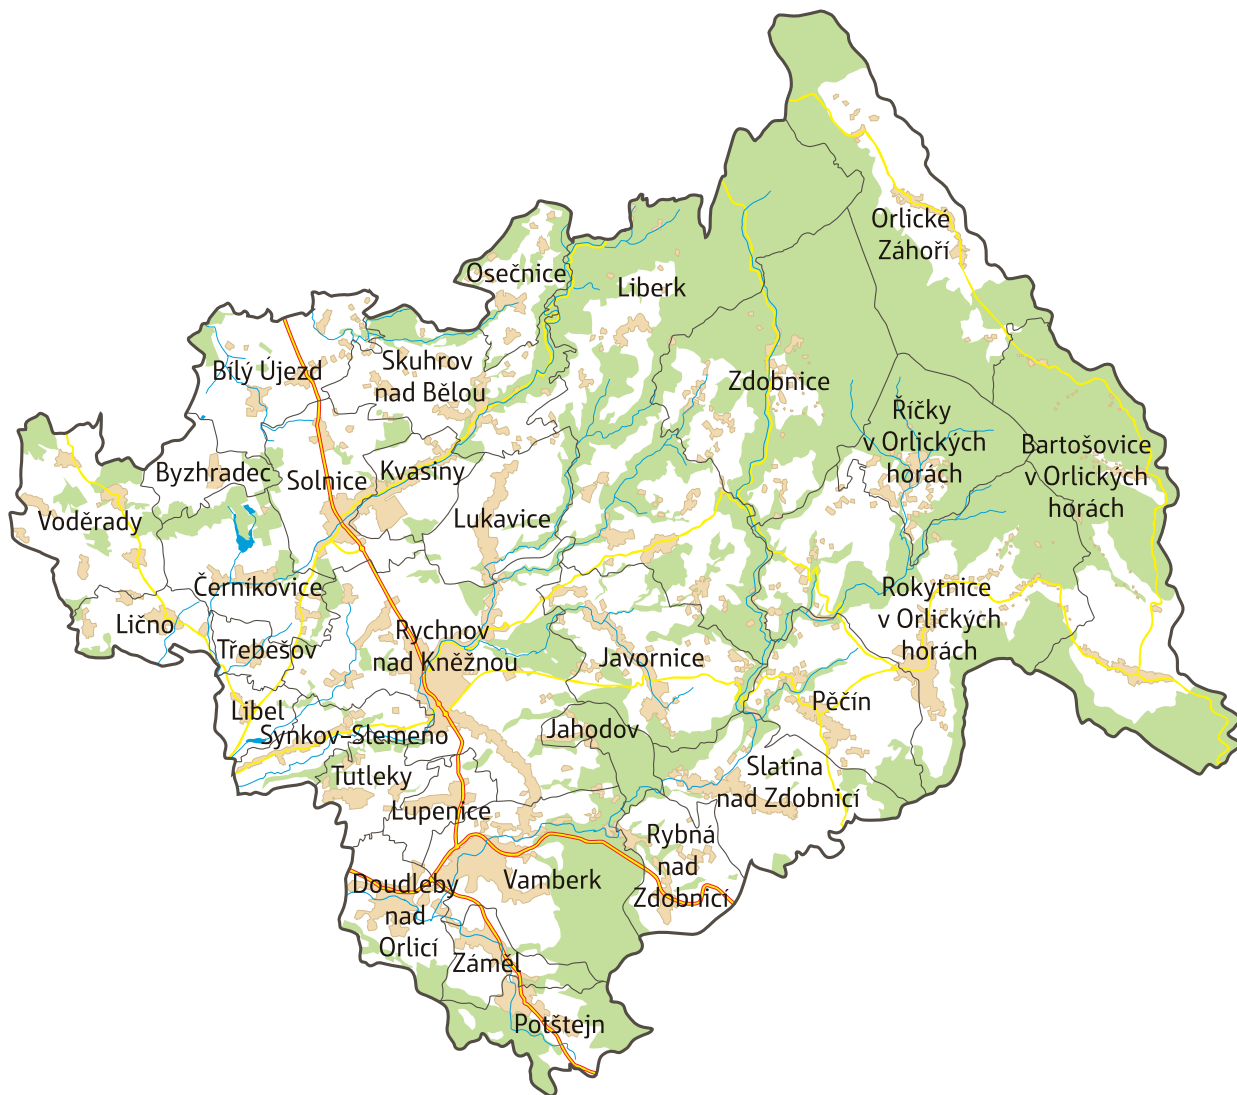 Orlické
Záhoří
Osečnice
Liberk
Bílý Újezd
Skuhrov
nad Bělou
Zdobnice
Říčky
v Orlických
horách
Bartošovice
v Orlických
horách
Byzhradec
Solnice
Kvasiny
Lukavice
Voděrady
Černíkovice
Rokytnice
v Orlických
horách
Lično
Třebešov
Rychnov
nad Kněžnou
Javornice
Pěčín
Libel
Synkov–Slemeno
Jahodov
Tutleky
Slatina
nad Zdobnicí
Lupenice
Rybná
nad
Zdobnicí
Vamberk
Doudleby
nad
Orlicí
Záměl
Potštejn